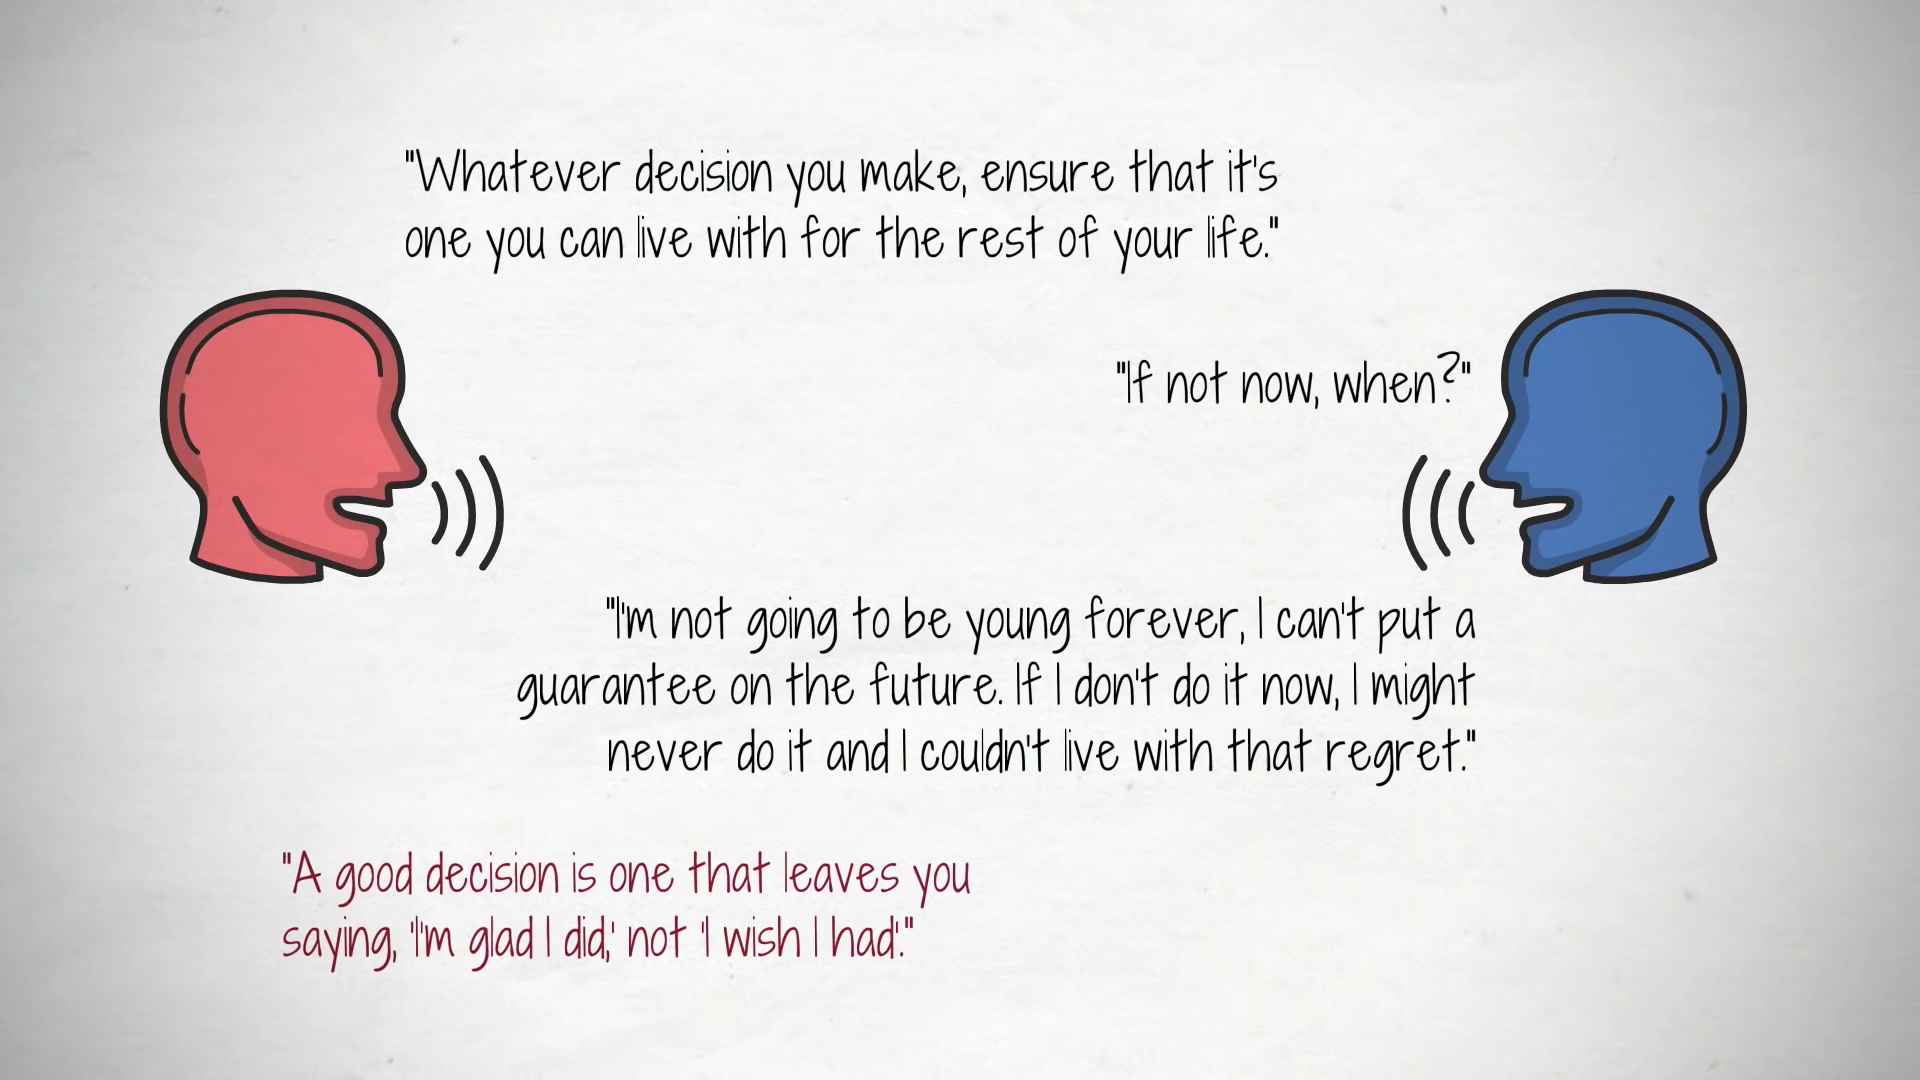 "Whatever decision you make, ensure that it's
one you can live with for the rest of your life."
"If not now, when?"
"I'm not going to be young forever, I can't put a
guarantee on the future. If I don't do it now, I might
never do it and I couldn't live with that regret."
"A good decision is one that leaves you
saying, 'I'm glad I did,' not 'I wish I had'."